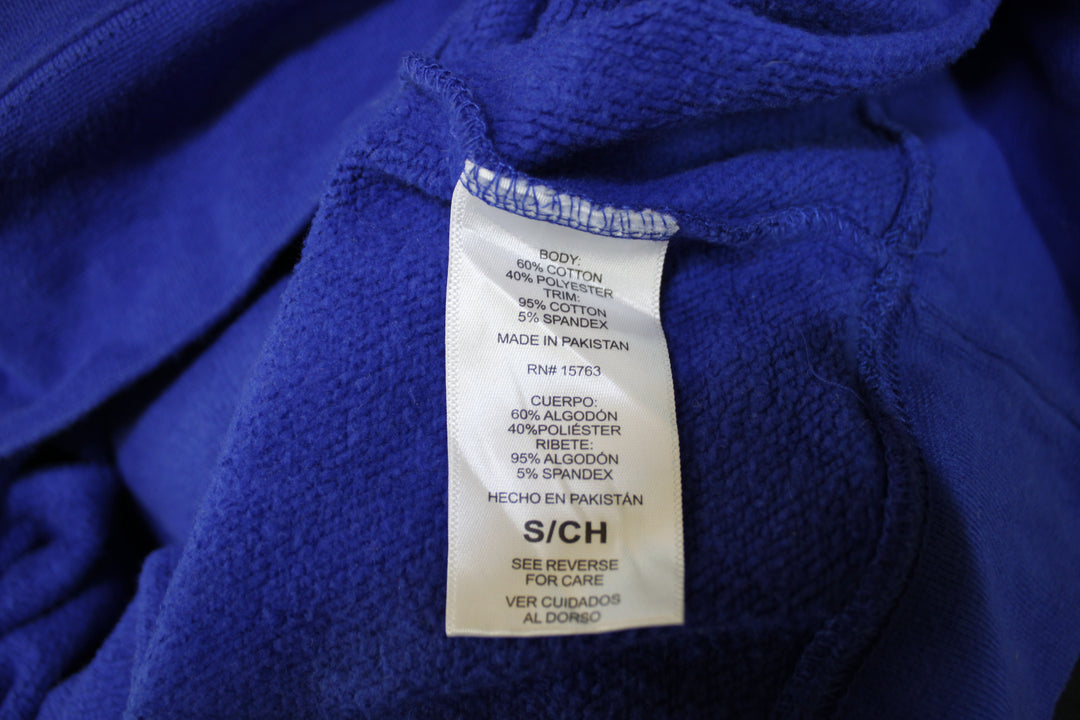 BODY:
60% COTTON
40% POLYESTER
TRIM:
95% COTTON
5% SPANDEX
MADE IN PAKISTAN
RN# 15763
CUERPO:
60% ALGODÓN
40%POLIÉSTER
RIBETE:
95% ALGODÓN
5% SPANDEX
HECHO EN PAKISTÁN
S/CH
SEE REVERSE
FOR CARE
VER CUIDADOS
AL DORSO